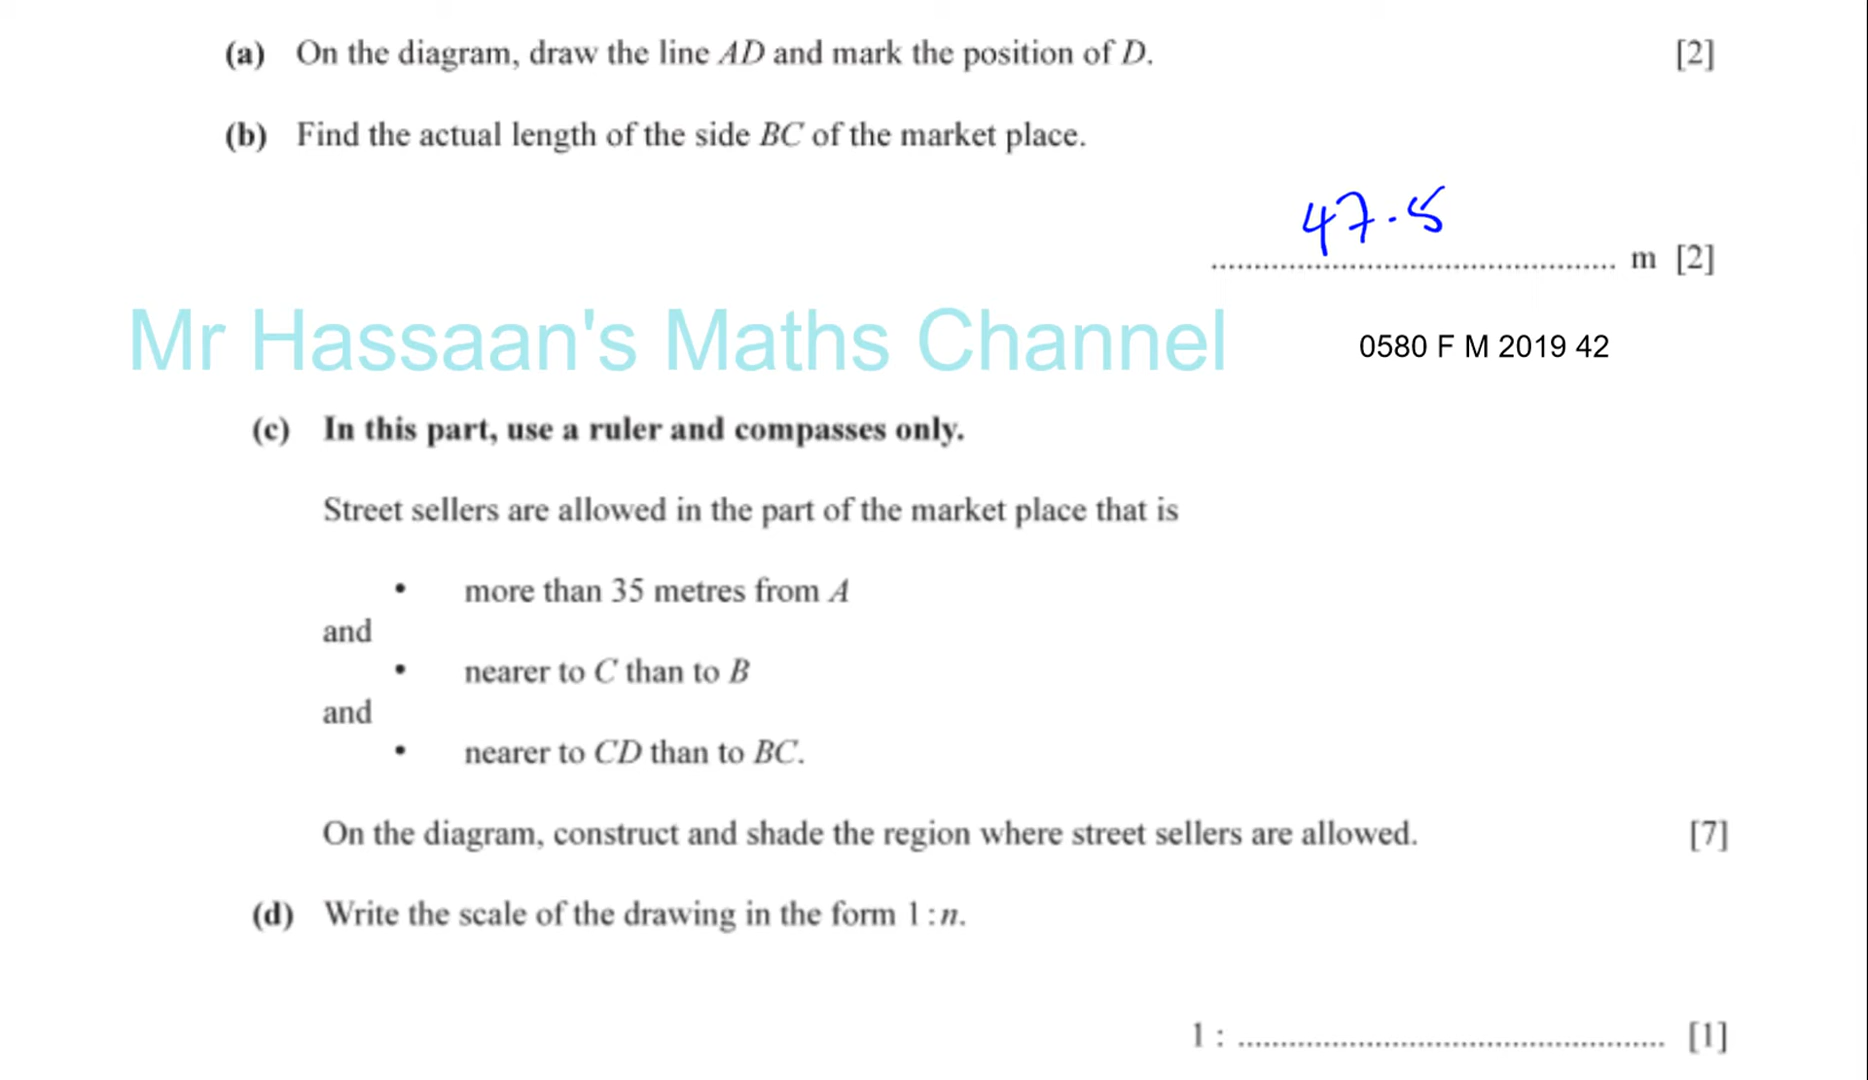 (a) On the diagram, draw the line AD and mark the position of D. [2]
(b) Find the actual length of the side BC of the market place.
47.5
........................................ m [2]
Mr Hassaan's Maths Channel
0580 F M 2019 42
(c) In this part, use a ruler and compasses only.
Street sellers are allowed in the part of the market place that is
• more than 35 metres from A
and
• nearer to C than to B
and
• nearer to CD than to BC.
On the diagram, construct and shade the region where street sellers are allowed. [7]
(d) Write the scale of the drawing in the form 1 : n.
1 : ........................................ [1]